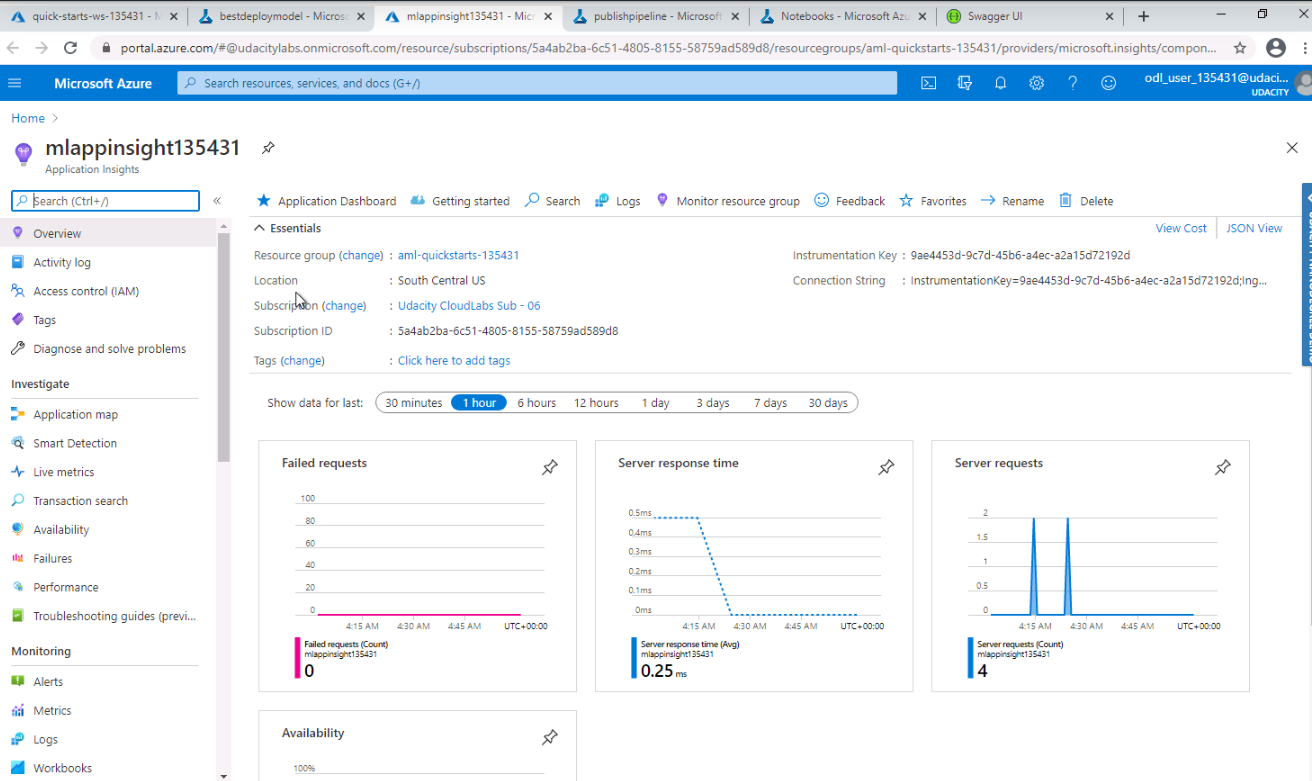 quick-starts-ws-135431 - M
bestdeploymodel - Microso
mlappinsight135431 - Micr
publishpipeline - Microsoft
Notebooks - Microsoft Azu
Swagger UI
portal.azure.com/#@udacitylabs.onmicrosoft.com/resource/subscriptions/5a4ab2ba-6c51-4805-8155-58759ad589d8/resourcegroups/aml-quickstarts-135431/providers/microsoft.insights/compon...
Microsoft Azure
Search resources, services, and docs (G+/)
odl_user_135431@udaci...
UDACITY
Home
mlappinsight135431
Application Insights
Search (Ctrl+/)
Application Dashboard
Getting started
Search
Logs
Monitor resource group
Feedback
Favorites
Rename
Delete
Overview
Activity log
Access control (IAM)
Tags
Diagnose and solve problems
Investigate
Application map
Smart Detection
Live metrics
Transaction search
Availability
Failures
Performance
Troubleshooting guides (previ...
Monitoring
Alerts
Metrics
Logs
Workbooks
Essentials
View Cost
JSON View
Resource group (change) : aml-quickstarts-135431
Location : South Central US
Subscription (change) : Udacity CloudLabs Sub - 06
Subscription ID : 5a4ab2ba-6c51-4805-8155-58759ad589d8
Tags (change) : Click here to add tags
Instrumentation Key : 9ae4453d-9c7d-45b6-a4ec-a2a15d72192d
Connection String : InstrumentationKey=9ae4453d-9c7d-45b6-a4ec-a2a15d72192d;Ing...
Show data for last: 30 minutes 1 hour 6 hours 12 hours 1 day 3 days 7 days 30 days
Failed requests
100
80
60
40
20
0
4:15 AM 4:30 AM 4:45 AM UTC+00:00
Failed requests (Count)
mlappinsight135431
0
Server response time
0.5ms
0.4ms
0.3ms
0.2ms
0.1ms
0ms
4:15 AM 4:30 AM 4:45 AM UTC+00:00
Server response time (Avg)
mlappinsight135431
0.25 ms
Server requests
2
1.5
1
0.5
0
4:15 AM 4:30 AM 4:45 AM UTC+00:00
Server requests (Count)
mlappinsight135431
4
Availability
100%